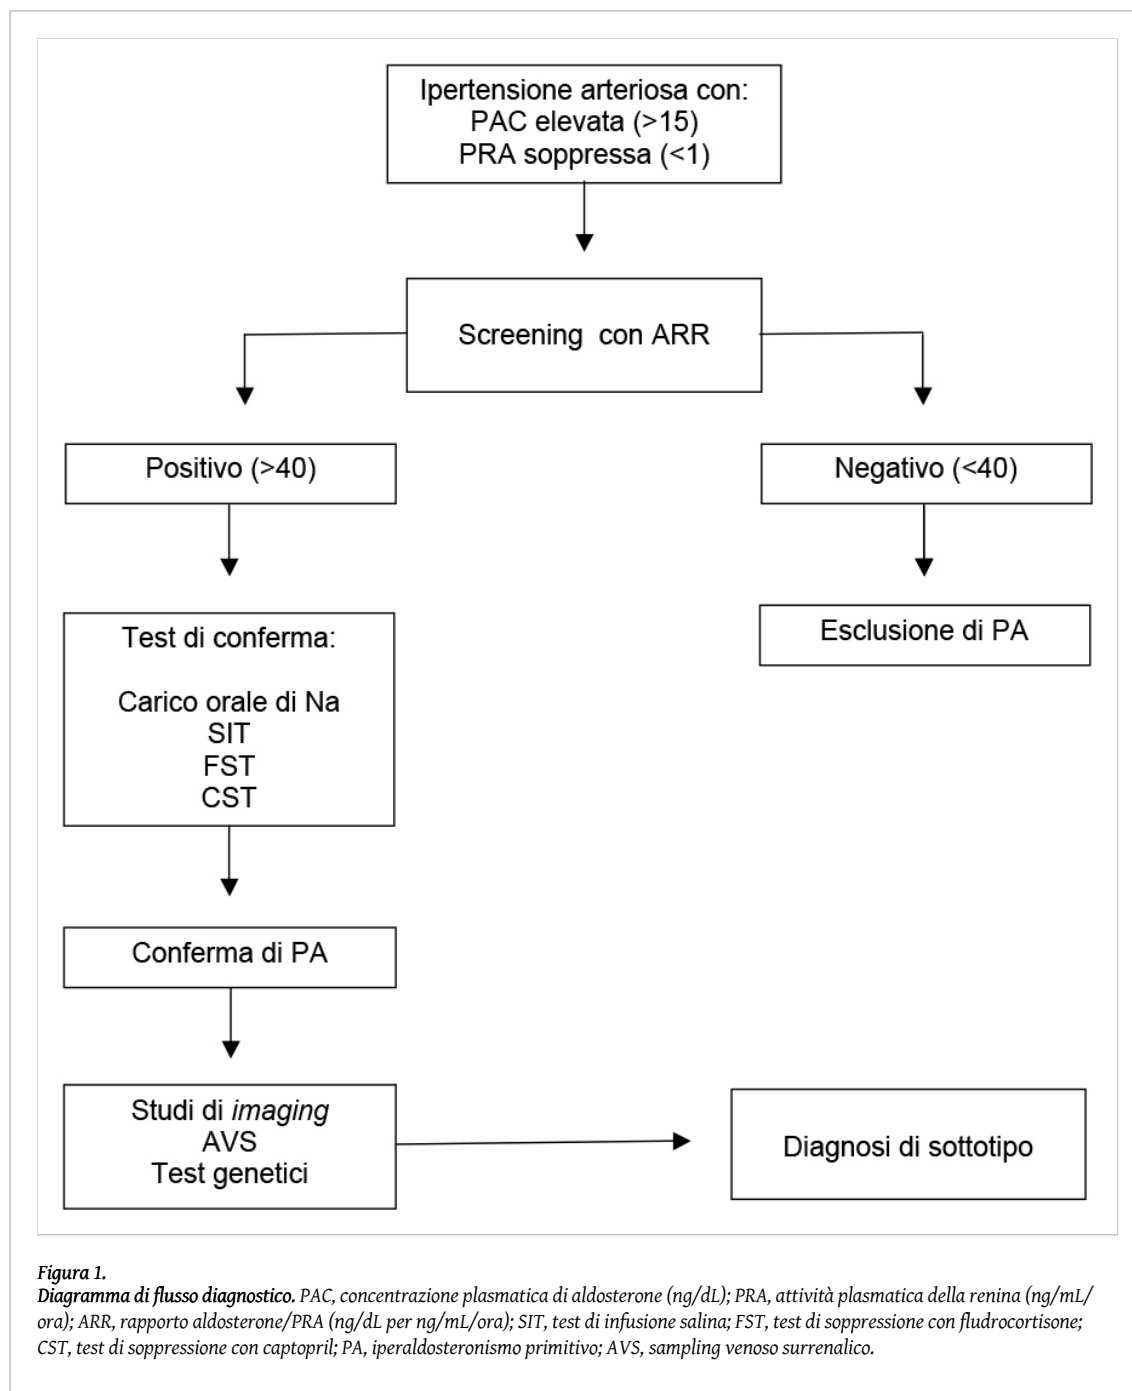 Ipertensione arteriosa con:
PAC elevata (>15)
PRA soppressa (<1)
Screening con ARR
Positivo (>40)
Negativo (<40)
Test di conferma:
Carico orale di Na
SIT
FST
CST
Esclusione di PA
Conferma di PA
Studi di imaging
AVS
Test genetici
Diagnosi di sottotipo
Figura 1.
Diagramma di flusso diagnostico. PAC, concentrazione plasmatica di aldosterone (ng/dL); PRA, attività plasmatica della renina (ng/mL/
ora); ARR, rapporto aldosterone/PRA (ng/dL per ng/mL/ora); SIT, test di infusione salina; FST, test di soppressione con fludrocortisone;
CST, test di soppressione con captopril; PA, iperaldosteronismo primitivo; AVS, sampling venoso surrenalico.